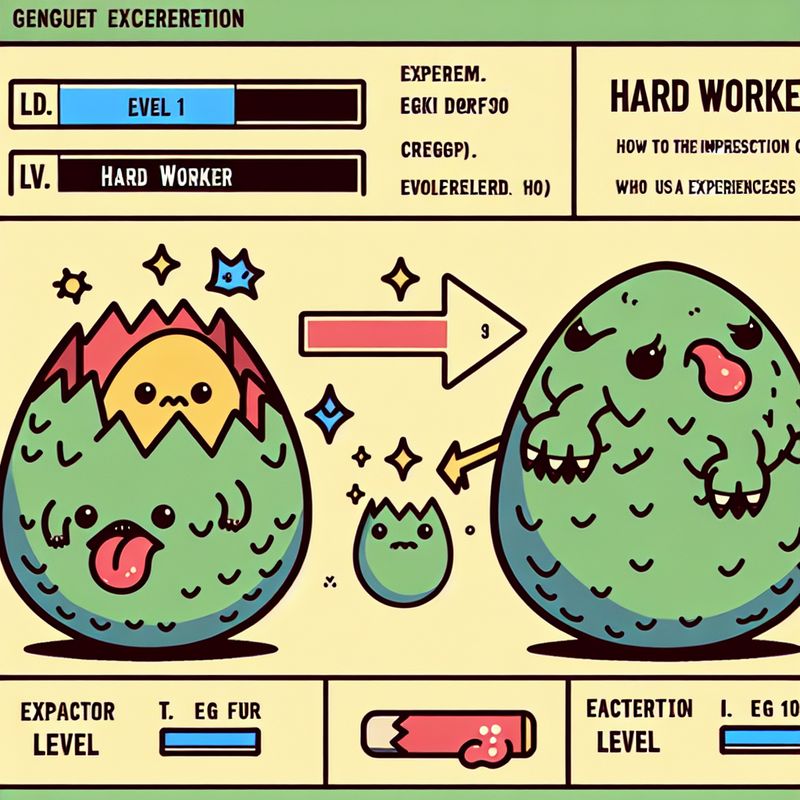 GENGUET EXCERERETION
LD. EVEL 1
LV. HARD WORKER
EXPEREM.
EGKI DØRF90
CREGGP).
EVOLERELERD. HO)
HARD WORKE
HOW TO THE IMPRESCTION
WHO US A EXPERIENCESES
9
EXPACTOR
LEVEL
T. EG FUR
EACTERTION
LEVEL
I. EG 10